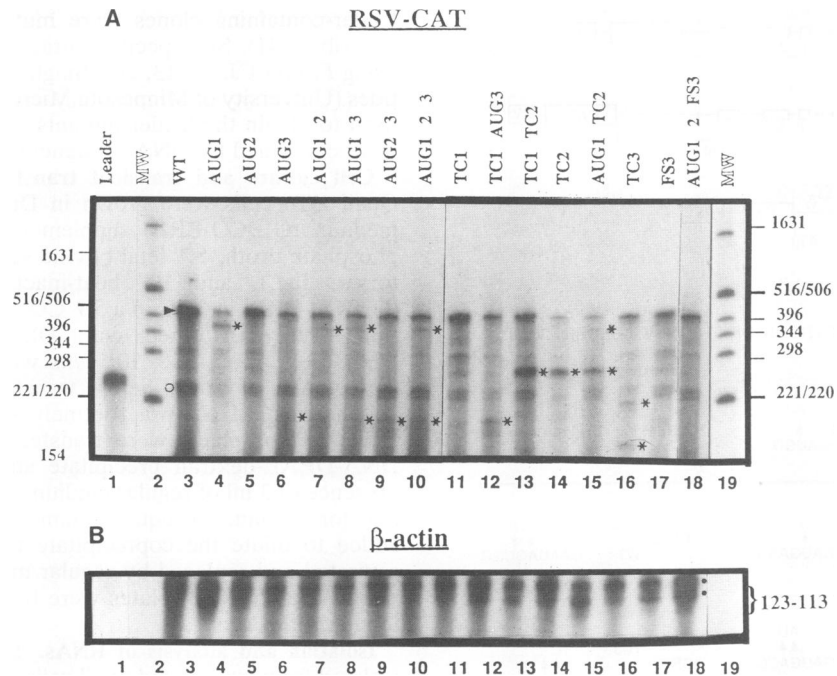 A
RSV-CAT
Leader
MW
WT
AUG1
AUG2
AUG3
AUG1 2
AUG1 3
AUG2 3
AUG1 2 3
TC1
TC1 AUG3
TC1 TC2
TC2
AUG1 TC2
TC3
FS3
AUG1 2 FS3
MW
1631
516/506
396
344
298
221/220
154
1631
516/506
396
344
298
221/220
1 2 3 4 5 6 7 8 9 10 11 12 13 14 15 16 17 18 19
B
β-actin
123-113
1 2 3 4 5 6 7 8 9 10 11 12 13 14 15 16 17 18 19